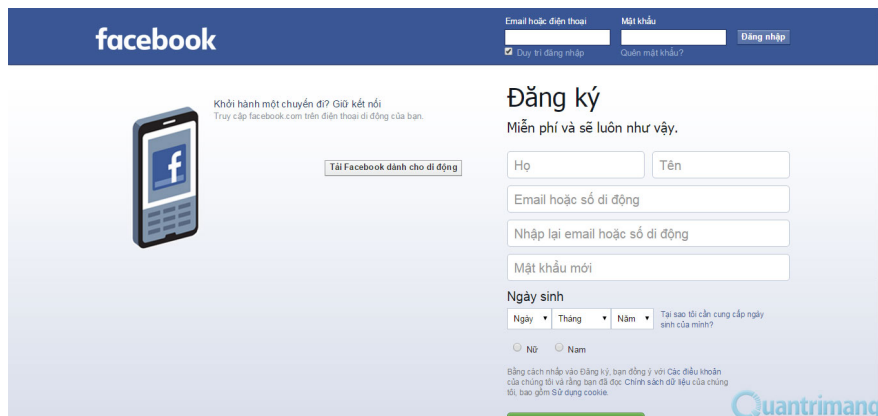 facebook
Email hoặc điện thoại
Mật khẩu
Đăng nhập
Duy trì đăng nhập
Quên mật khẩu?
Khởi hành một chuyến đi? Giữ kết nối
Truy cập facebook.com trên điện thoại di động của bạn.
f
Tải Facebook dành cho di động
Đăng ký
Miễn phí và sẽ luôn như vậy.
Họ
Tên
Email hoặc số di động
Nhập lại email hoặc số di động
Mật khẩu mới
Ngày sinh
Ngày
Tháng
Năm
Tại sao tôi cần cung cấp ngày
sinh của mình?
Nữ
Nam
Bằng cách nhấp vào Đăng ký, bạn đồng ý với Các điều khoản
của chúng tôi và rằng bạn đã đọc Chính sách dữ liệu của chúng
tôi, bao gồm Sử dụng cookie.
Quantrimang